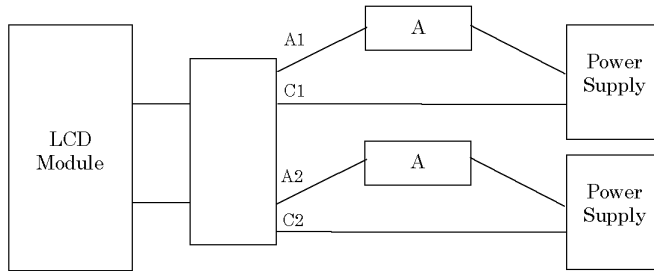 A1
A
Power
Supply
C1
LCD
Module
A2
A
Power
Supply
C2